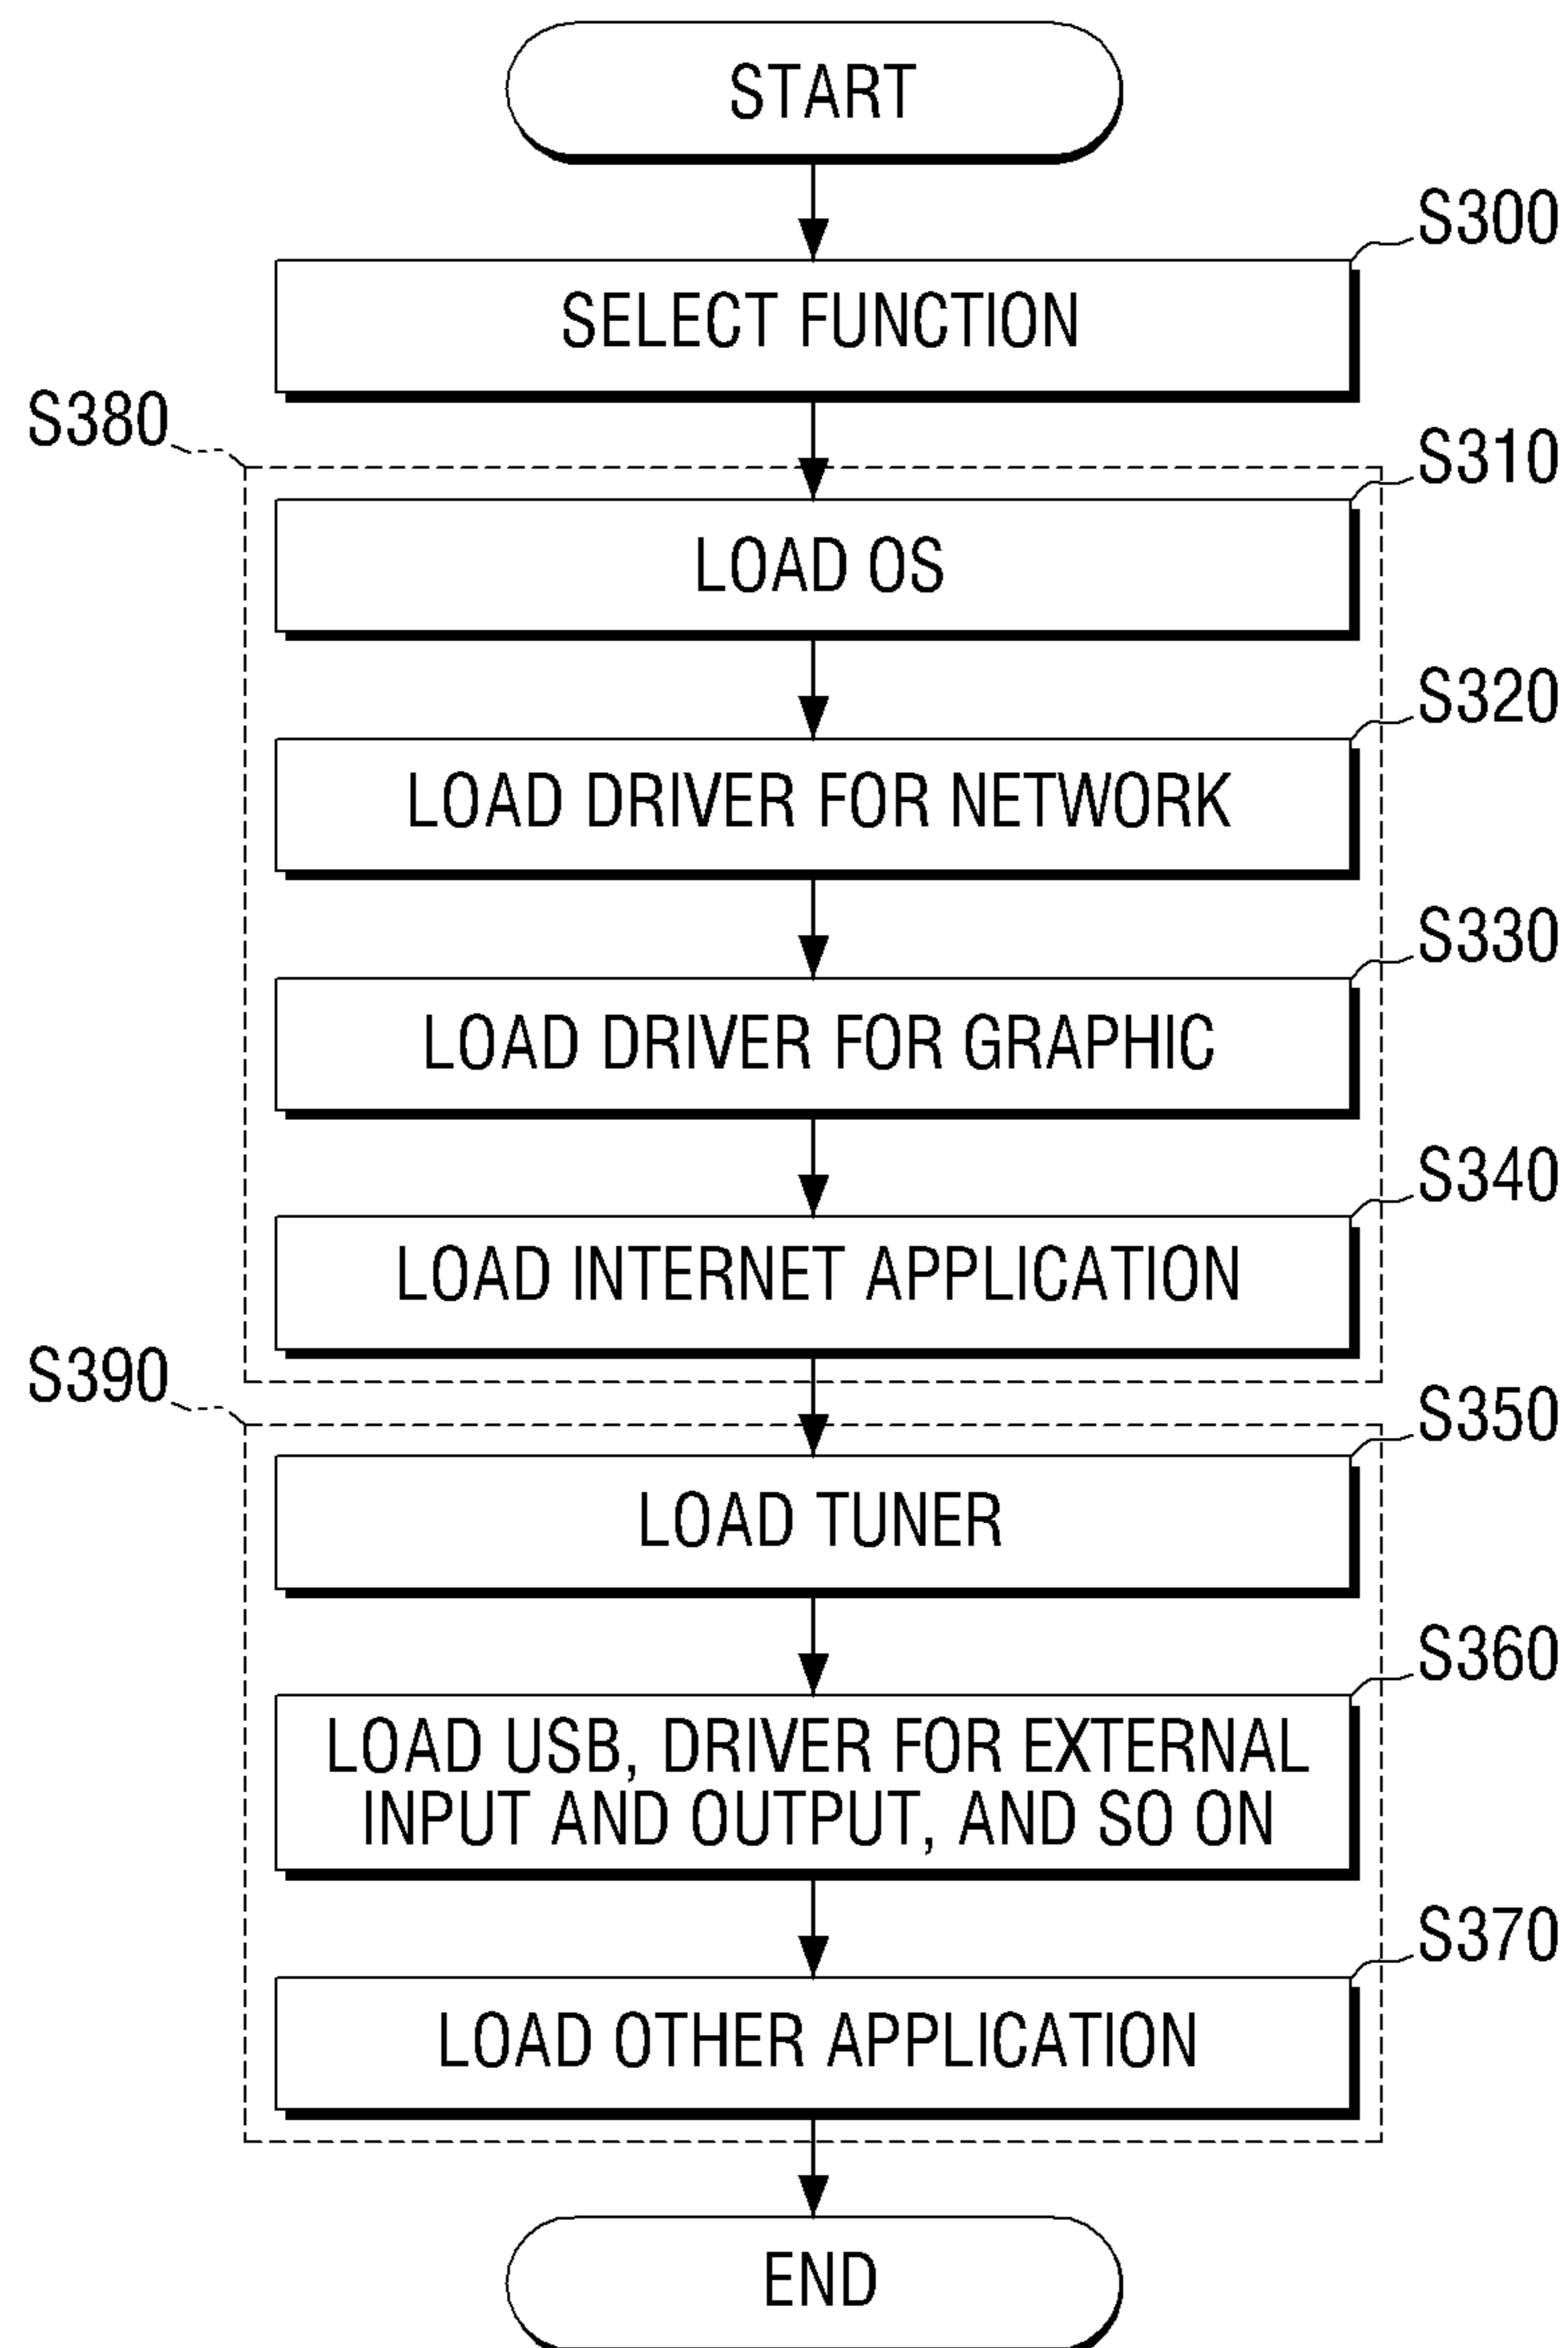 START
S300
SELECT FUNCTION
S380
S310
LOAD OS
S320
LOAD DRIVER FOR NETWORK
S330
LOAD DRIVER FOR GRAPHIC
S340
LOAD INTERNET APPLICATION
S390
S350
LOAD TUNER
S360
LOAD USB, DRIVER FOR EXTERNAL
INPUT AND OUTPUT, AND SO ON
S370
LOAD OTHER APPLICATION
END